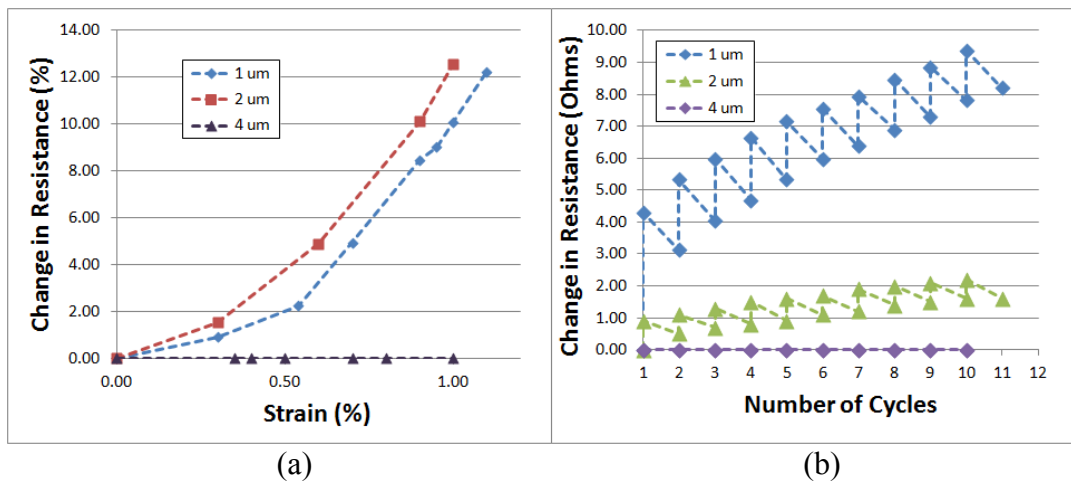 14.00
12.00
10.00
8.00
6.00
4.00
2.00
0.00
Change in Resistance (%)
1 um
2 um
4 um
0.00 0.50 1.00
Strain (%)
(a)
10.00
9.00
8.00
7.00
6.00
5.00
4.00
3.00
2.00
1.00
0.00
Change in Resistance (Ohms)
1 um
2 um
4 um
1 2 3 4 5 6 7 8 9 10 11 12
Number of Cycles
(b)